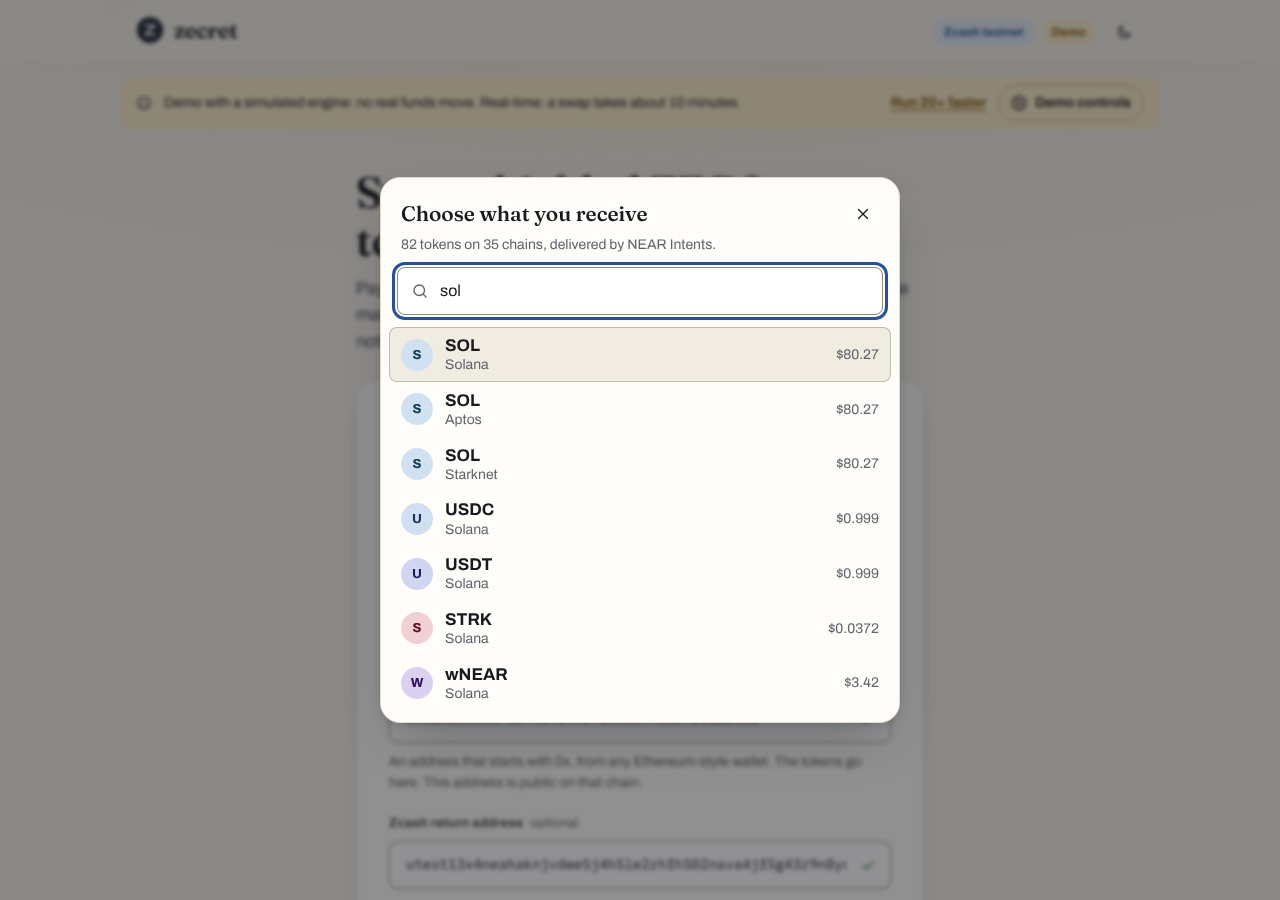 zecret
Zcash testnet
Demo
Demo with a simulated engine: no real funds move. Real-time: a swap takes about 10 minutes.
Run 20× faster
Demo controls
Choose what you receive
82 tokens on 35 chains, delivered by NEAR Intents.
sol
S
SOL
Solana
$80.27
S
SOL
Aptos
$80.27
S
SOL
Starknet
$80.27
U
USDC
Solana
$0.999
U
USDT
Solana
$0.999
S
STRK
Solana
$0.0372
W
wNEAR
Solana
$3.42
An address that starts with 0x, from any Ethereum-style wallet. The tokens go
here. This address is public on that chain.
Zcash return address optional